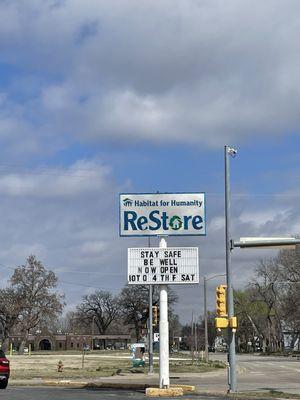 Habitat for Humanity
ReStore
STAY SAFE
BE WELL
NOW OPEN
10TO 4 TH F SAT